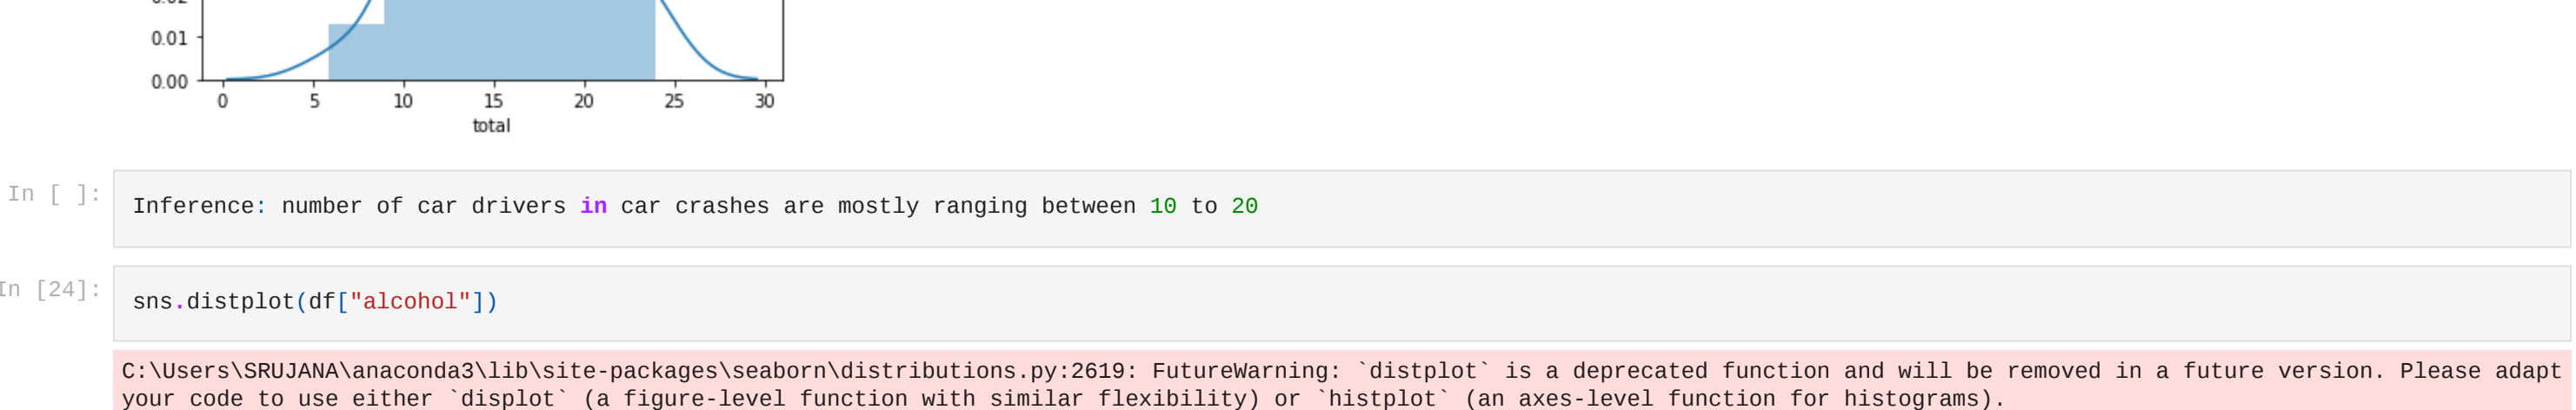 0.02
0.01
0.00
0 5 10 15 20 25 30
total
In [ ]:
Inference: number of car drivers in car crashes are mostly ranging between 10 to 20
In [24]:
sns.distplot(df["alcohol"])
C:\Users\SRUJANA\anaconda3\lib\site-packages\seaborn\distributions.py:2619: FutureWarning: `distplot` is a deprecated function and will be removed in a future version. Please adapt
your code to use either `displot` (a figure-level function with similar flexibility) or `histplot` (an axes-level function for histograms).